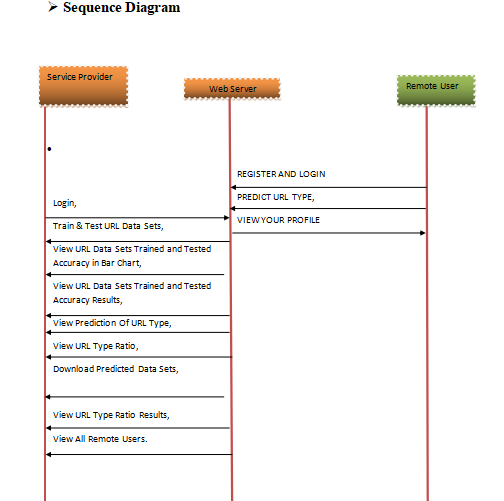 ➢ Sequence Diagram
Service Provider
Web Server
Remote User
•
REGISTER AND LOGIN
PREDICT URL TYPE,
Login,
VIEW YOUR PROFILE
Train & Test URL Data Sets,
View URL Data Sets Trained and Tested
Accuracy in Bar Chart,
View URL Data Sets Trained and Tested
Accuracy Results,
View Prediction Of URL Type,
View URL Type Ratio,
Download Predicted Data Sets,
View URL Type Ratio Results,
View All Remote Users.